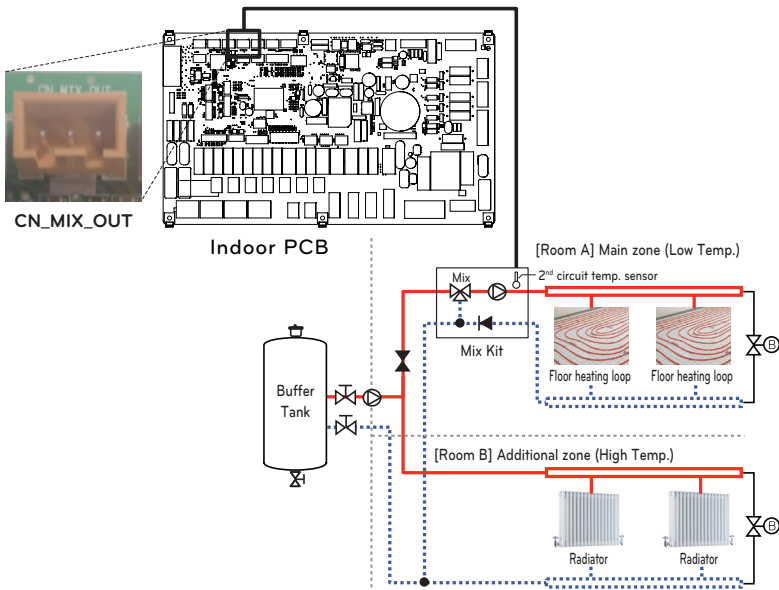 CN_MIX_OUT
CN_MIX_OUT
Indoor PCB
[Room A] Main zone (Low Temp.)
Mix
2nd circuit temp. sensor
Mix Kit
Floor heating loop
Floor heating loop
B
Buffer
Tank
[Room B] Additional zone (High Temp.)
Radiator
Radiator
B